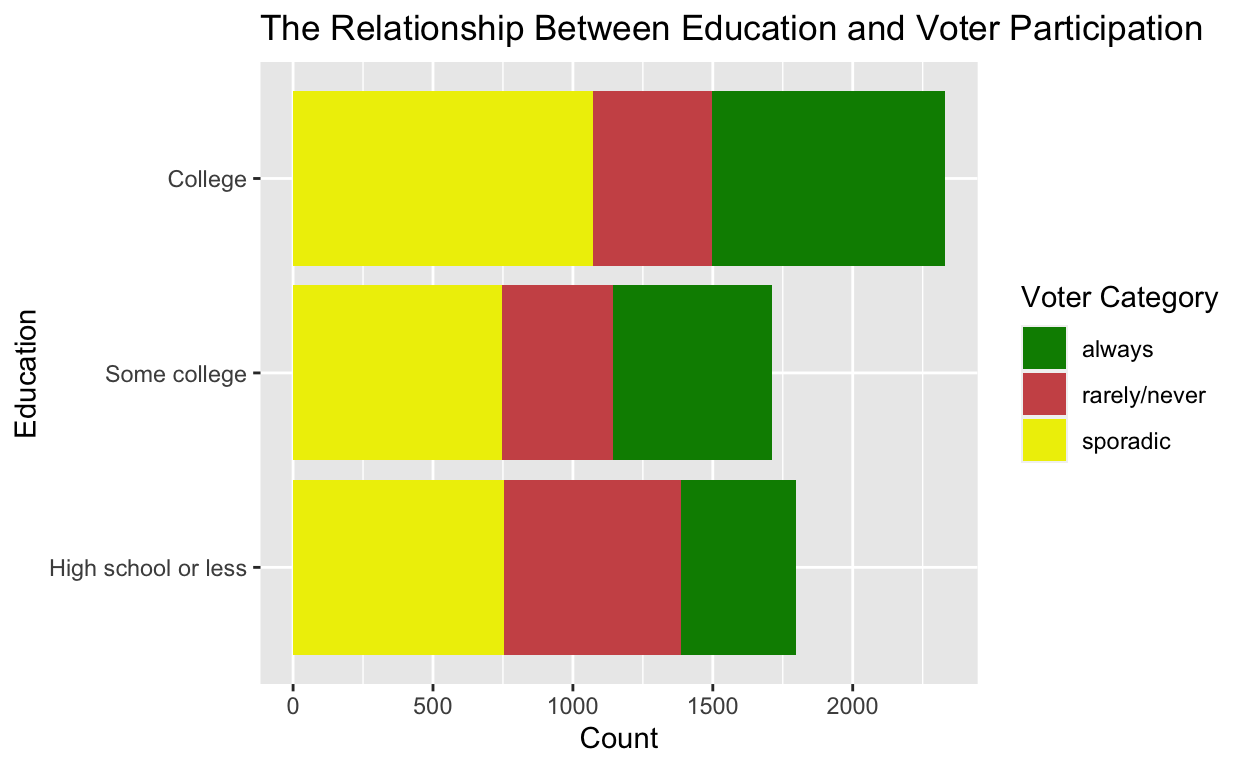 The Relationship Between Education and Voter Participation
College
Some college
High school or less
Education
0 500 1000 1500 2000
Count
Voter Category
always
rarely/never
sporadic